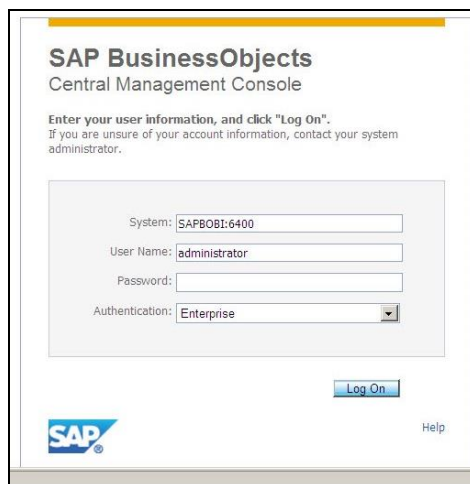 SAP BusinessObjects
Central Management Console
Enter your user information, and click "Log On".
If you are unsure of your account information, contact your system
administrator.
System: SAPBOBI:6400
User Name: administrator
Password:
Authentication: Enterprise
Log On
SAP®
Help